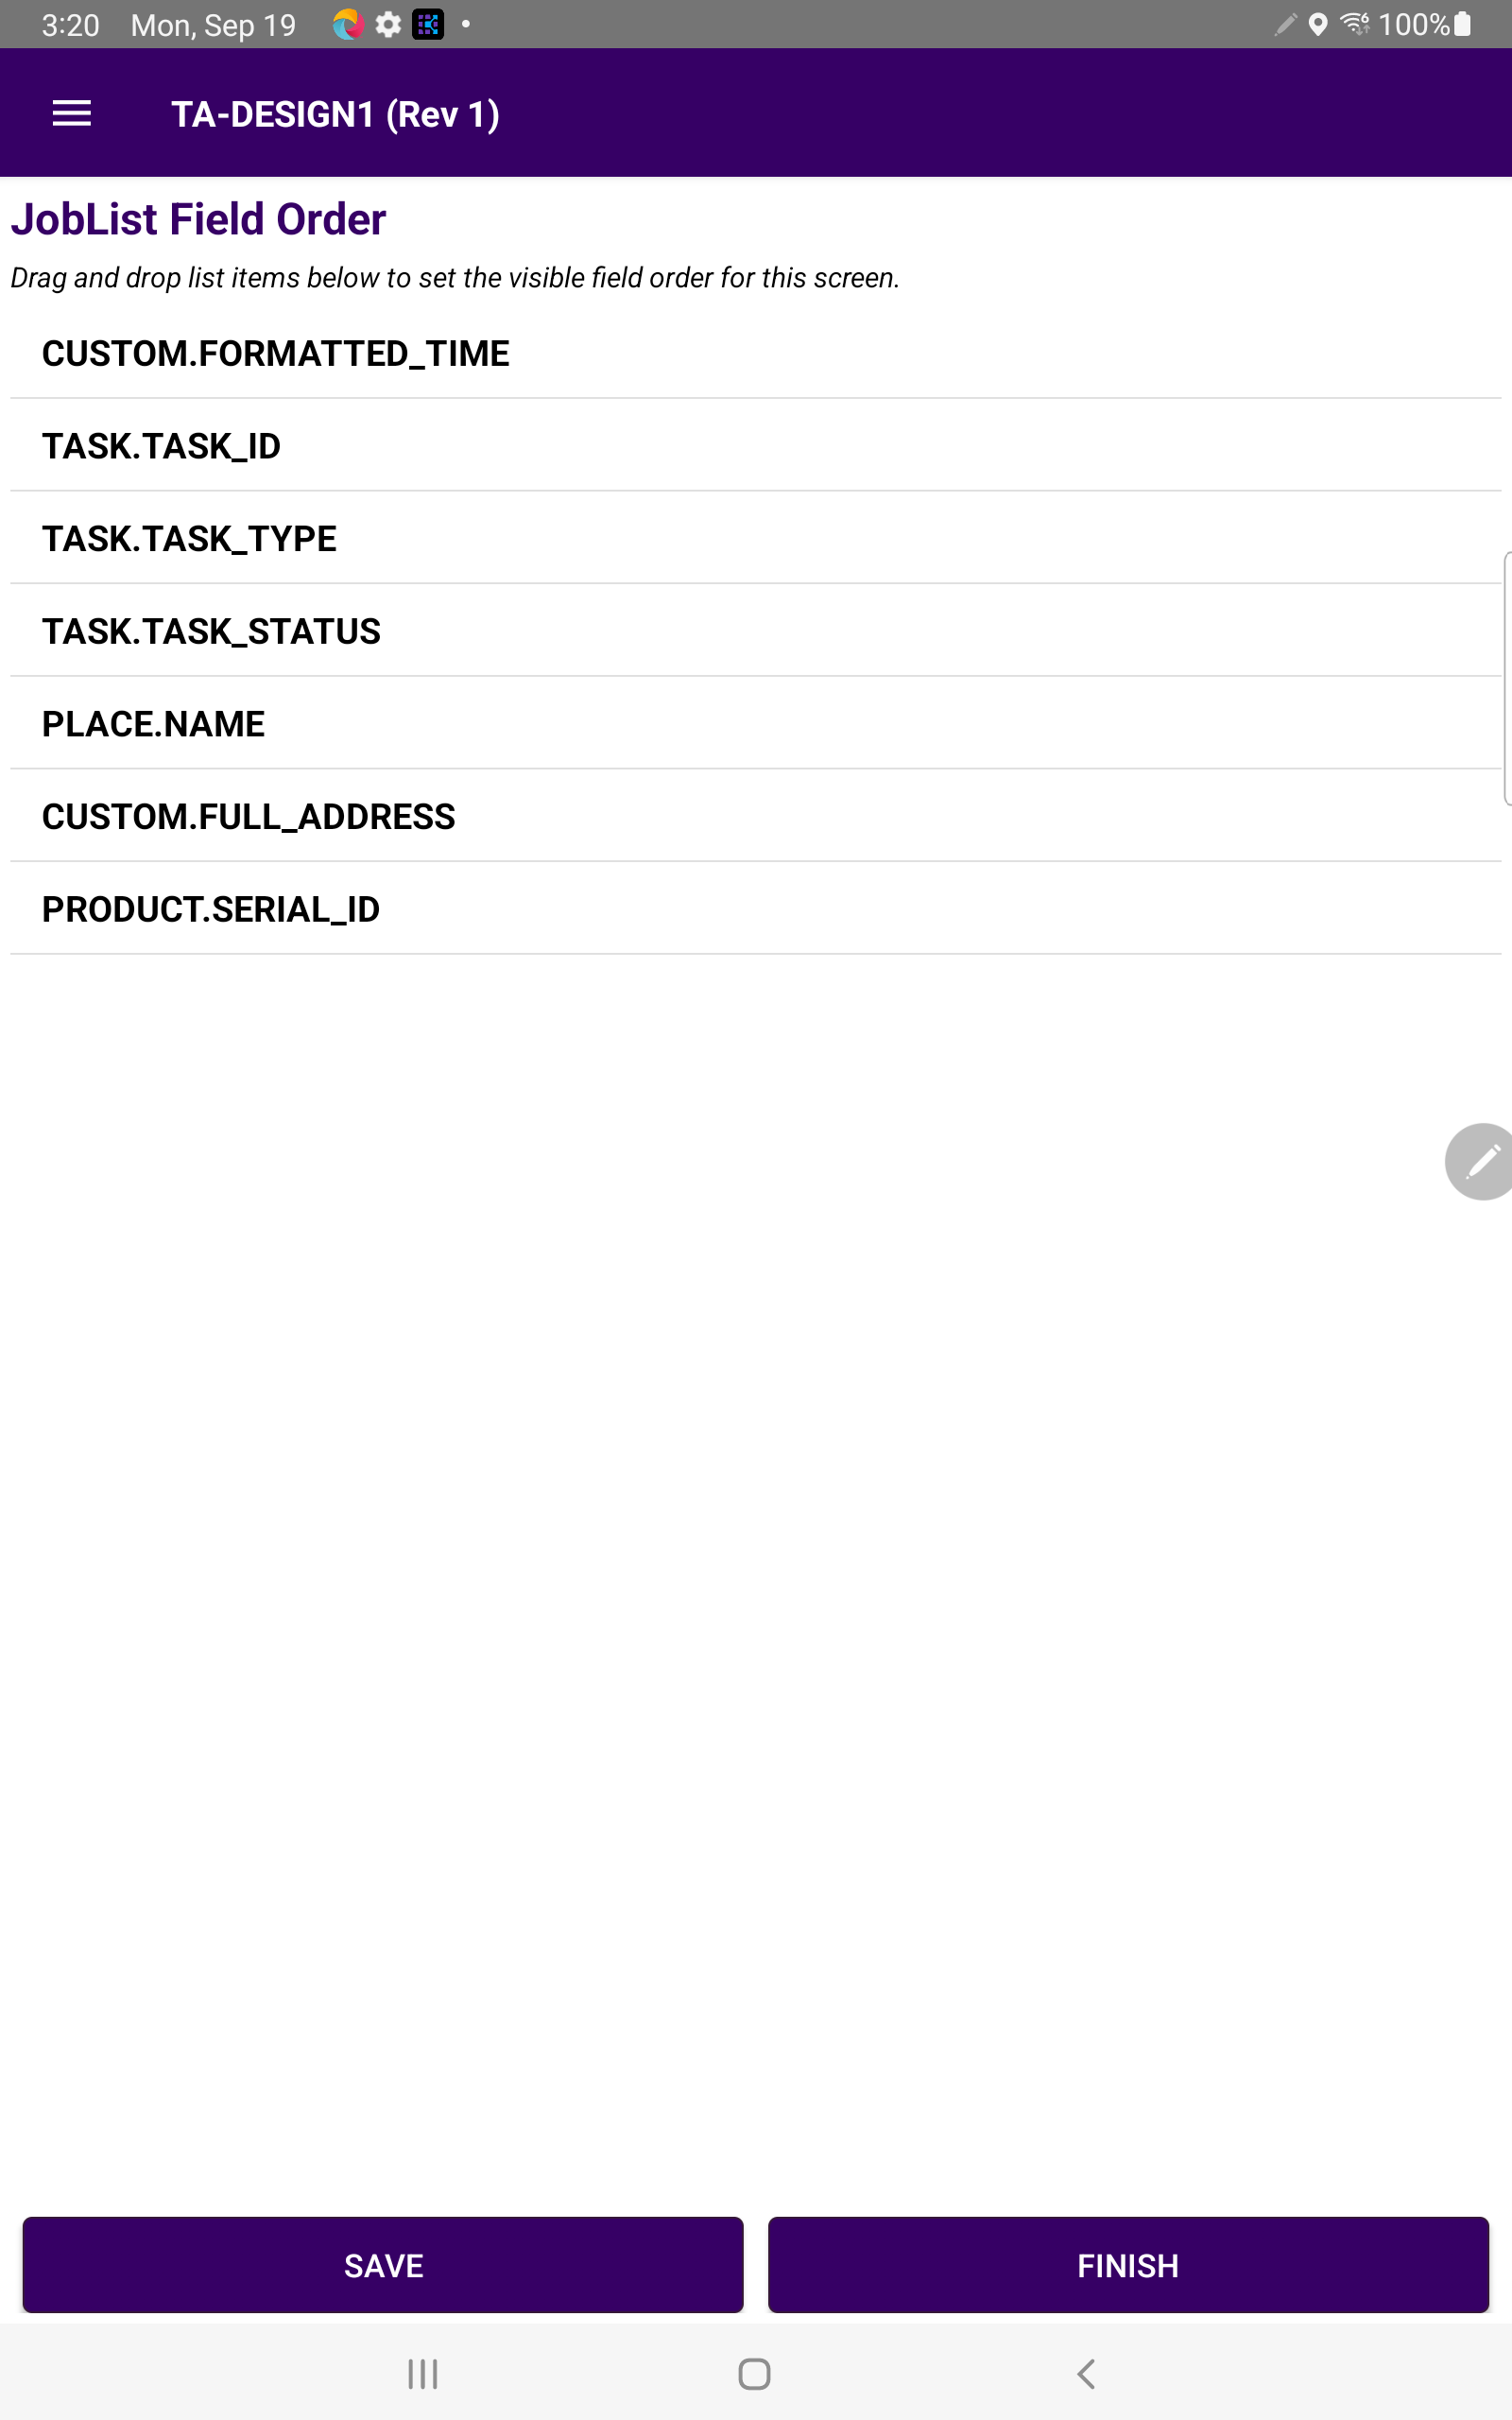 3:20 Mon, Sep 19 100%
TA-DESIGN1 (Rev 1)
JobList Field Order
Drag and drop list items below to set the visible field order for this screen.
CUSTOM.FORMATTED_TIME
TASK.TASK_ID
TASK.TASK_TYPE
TASK.TASK_STATUS
PLACE.NAME
CUSTOM.FULL_ADDRESS
PRODUCT.SERIAL_ID
SAVE FINISH